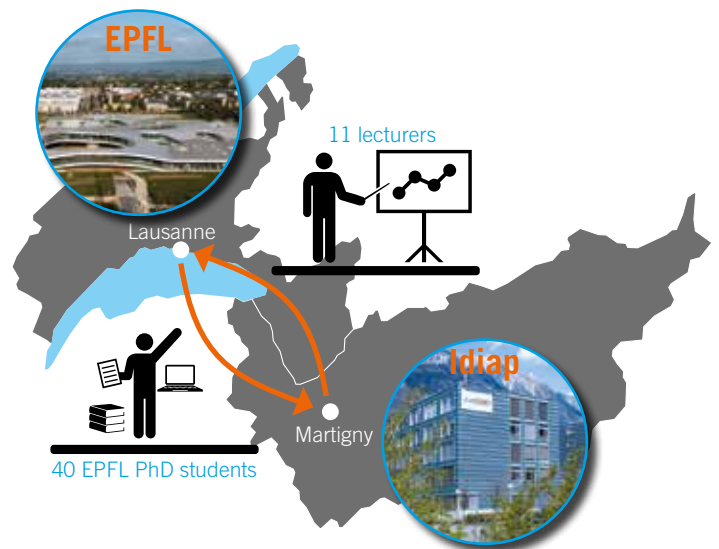 EPFL
11 lecturers
Lausanne
Idiap
Martigny
40 EPFL PhD students